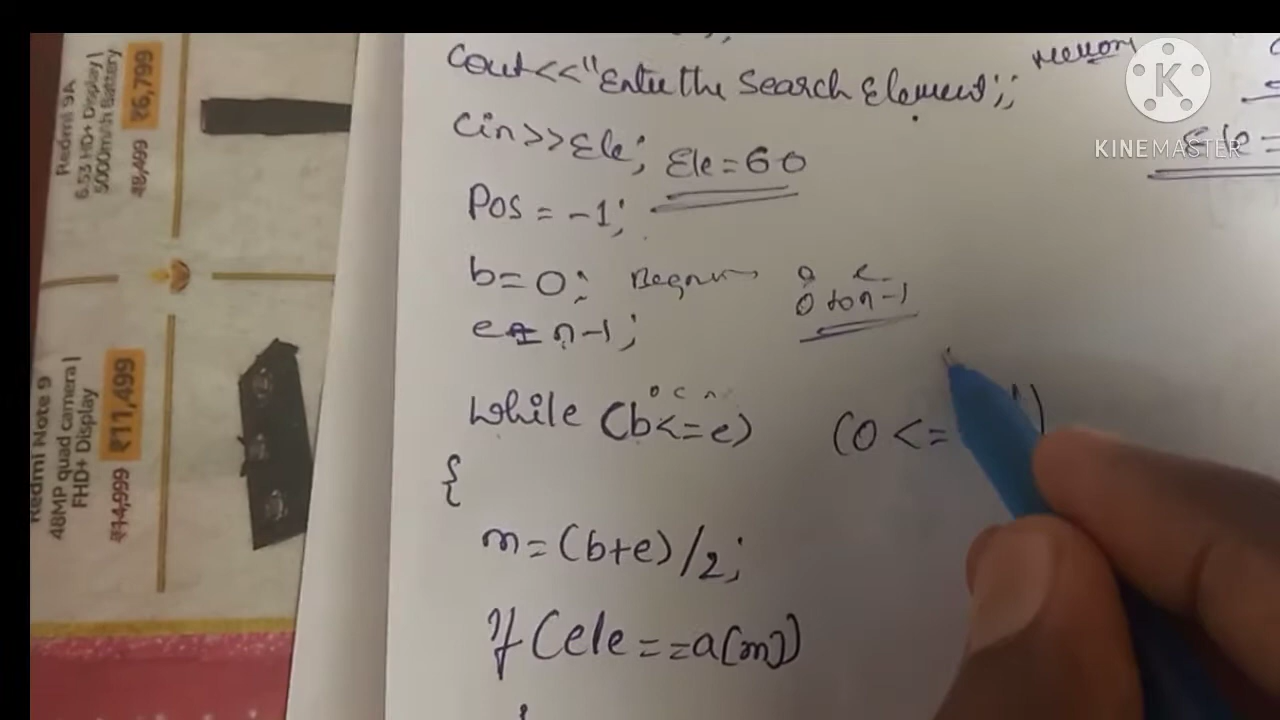 Cout<<"Enter the Search Element;;
Cin>>Ele; Ele=60
Pos = -1;
b=0;
0 to n-1
e= n-1;
while (b<=e) (0 <=
{
m=(b+e)/2;
if (ele==a[m])
KINEMASTER
Ele=
Redmi 9A
6.53 HD+ Display |
5000mAh Battery
₹8,499 ₹6,799
Redmi Note 9
48MP quad camera |
FHD+ Display
₹14,999 ₹11,499